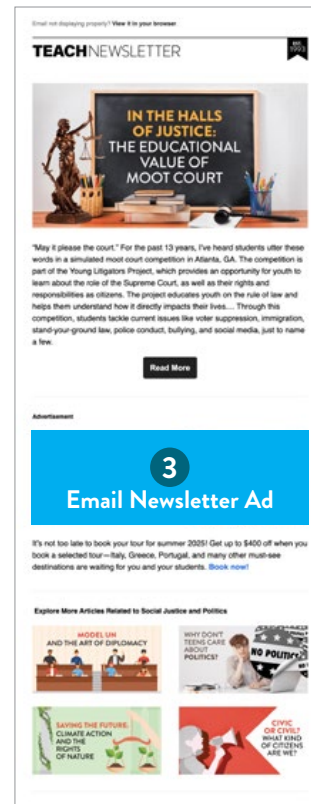 Email not displaying properly? View it in your browser.
TEACHNEWSLETTER
EST.
1993
IN THE HALLS
OF JUSTICE:
THE EDUCATIONAL
VALUE OF
MOOT COURT
"May it please the court." For the past 13 years, I've heard students utter these
words in a simulated moot court competition in Atlanta, GA. The competition is
part of the Young Litigators Project, which provides an opportunity for youth to
learn about the role of the Supreme Court, as well as their rights and
responsibilities as citizens. The project educates youth on the rule of law and
helps them understand how it directly impacts their lives.... Through this
competition, students tackle current issues like voter suppression, immigration,
stand-your-ground law, police conduct, bullying, and social media, just to name
a few.
Read More
Advertisement
3
Email Newsletter Ad
It's not too late to book your tour for summer 2025! Get up to $400 off when you
book a selected tour—Italy, Greece, Portugal, and many other must-see
destinations are waiting for you and your students. Book now!
Explore More Articles Related to Social Justice and Politics
MODEL UN
AND THE ART OF DIPLOMACY
WHY DON'T
TEENS CARE
ABOUT
POLITICS?
NO POLITICS
SAVING THE FUTURE:
CLIMATE ACTION
AND THE
RIGHTS
OF NATURE
CIVIC
OR CIVIL?
WHAT KIND
OF CITIZENS
ARE WE?